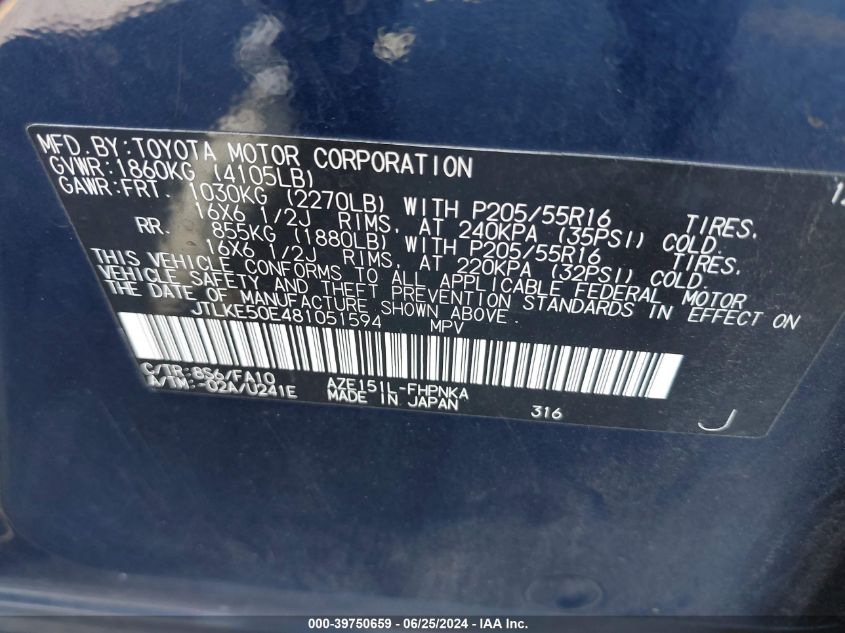 MFD. BY: TOYOTA MOTOR CORPORATION
GVWR: 1860KG (4105LB)
GAWR: FRT. 1030KG (2270LB) WITH P205/55R16 TIRES,
16X6 1/2J RIMS, AT 240KPA (35PSI) COLD.
RR. 855KG (1880LB) WITH P205/55R16 TIRES,
16X6 1/2J RIMS, AT 220KPA (32PSI) COLD.
THIS VEHICLE CONFORMS TO ALL APPLICABLE FEDERAL MOTOR
VEHICLE SAFETY AND THEFT PREVENTION STANDARDS IN EFFECT ON
THE DATE OF MANUFACTURE SHOWN ABOVE.
JTLKE50E481051594 MPV
C/TR: 8S6/FA10 AZE151L-FHPNKA
A/TM: -02A/U241E MADE IN JAPAN 316 J
000-39750659 - 06/25/2024 - IAA Inc.